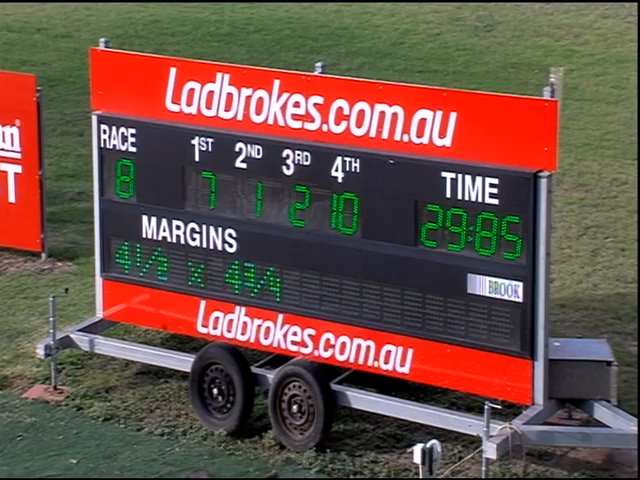 Ladbrokes.com.au
RACE 1ST 2ND 3RD 4TH TIME
8 7 1 2 10 29:85
MARGINS
BROOK
4 1/2 x 4 3/4
Ladbrokes.com.au
T